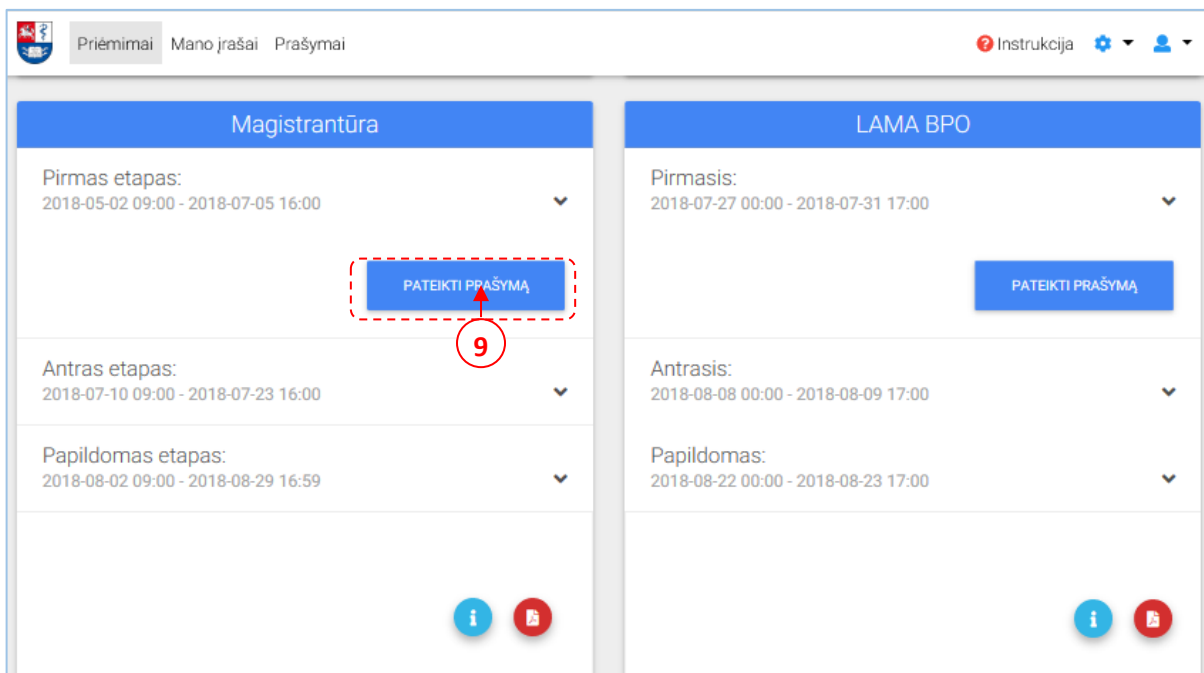 Priėmimai Mano įrašai Prašymai Instrukcija
Magistrantūra
Pirmas etapas:
2018-05-02 09:00 - 2018-07-05 16:00
PATEIKTI PRAŠYMĄ
9
Antras etapas:
2018-07-10 09:00 - 2018-07-23 16:00
Papildomas etapas:
2018-08-02 09:00 - 2018-08-29 16:59
LAMA BPO
Pirmasis:
2018-07-27 00:00 - 2018-07-31 17:00
PATEIKTI PRAŠYMĄ
Antrasis:
2018-08-08 00:00 - 2018-08-09 17:00
Papildomas:
2018-08-22 00:00 - 2018-08-23 17:00